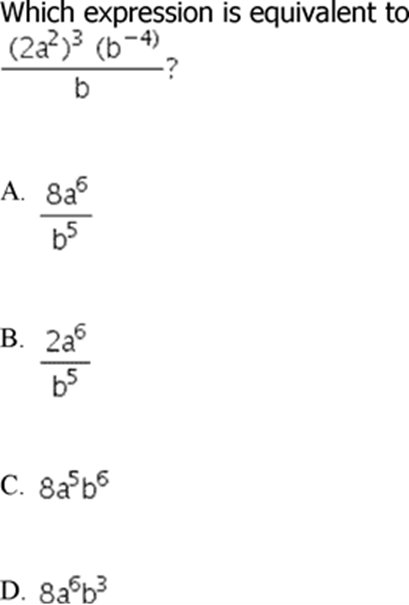 Which expression is equivalent to
(2a²)³ (b⁻⁴)
b
?
A. 8a⁶
b⁵
B. 2a⁶
b⁵
C. 8a⁵b⁶
D. 8a⁶b³